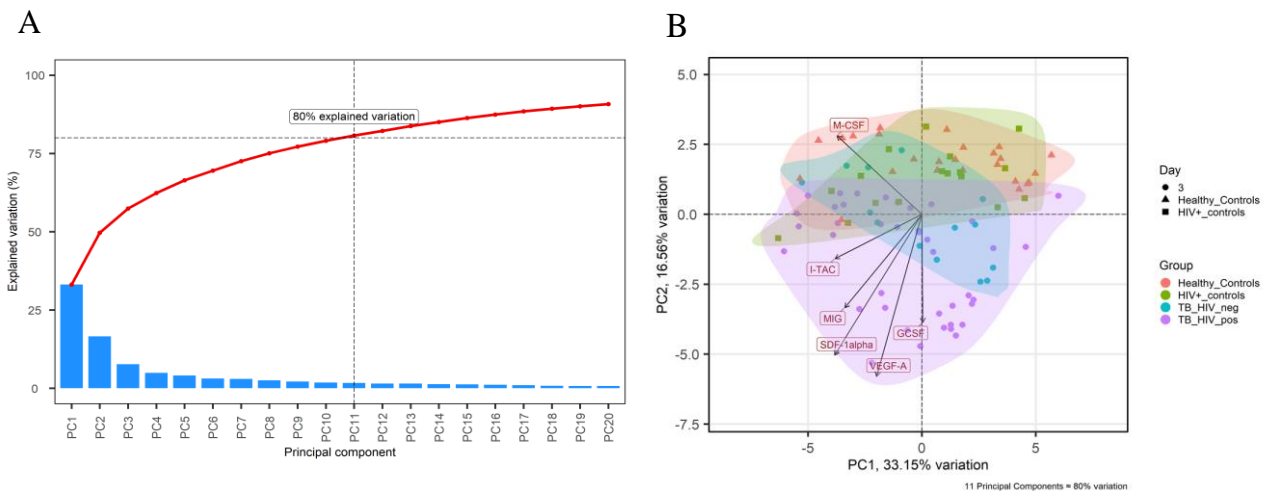 A
100
75
50
25
0
Explained variation (%)
80% explained variation
PC1
PC2
PC3
PC4
PC5
PC6
PC7
PC8
PC9
PC10
PC11
PC12
PC13
PC14
PC15
PC16
PC17
PC18
PC19
PC20
Principal component
B
5.0
2.5
0.0
-2.5
-5.0
-7.5
PC2, 16.56% variation
M-CSF
I-TAC
MIG
GCSF
SDF-1alpha
VEGF-A
-5
0
5
PC1, 33.15% variation
11 Principal Components = 80% variation
Day
3
Healthy_Controls
HIV+_controls
Group
Healthy_Controls
HIV+_controls
TB_HIV_neg
TB_HIV_pos